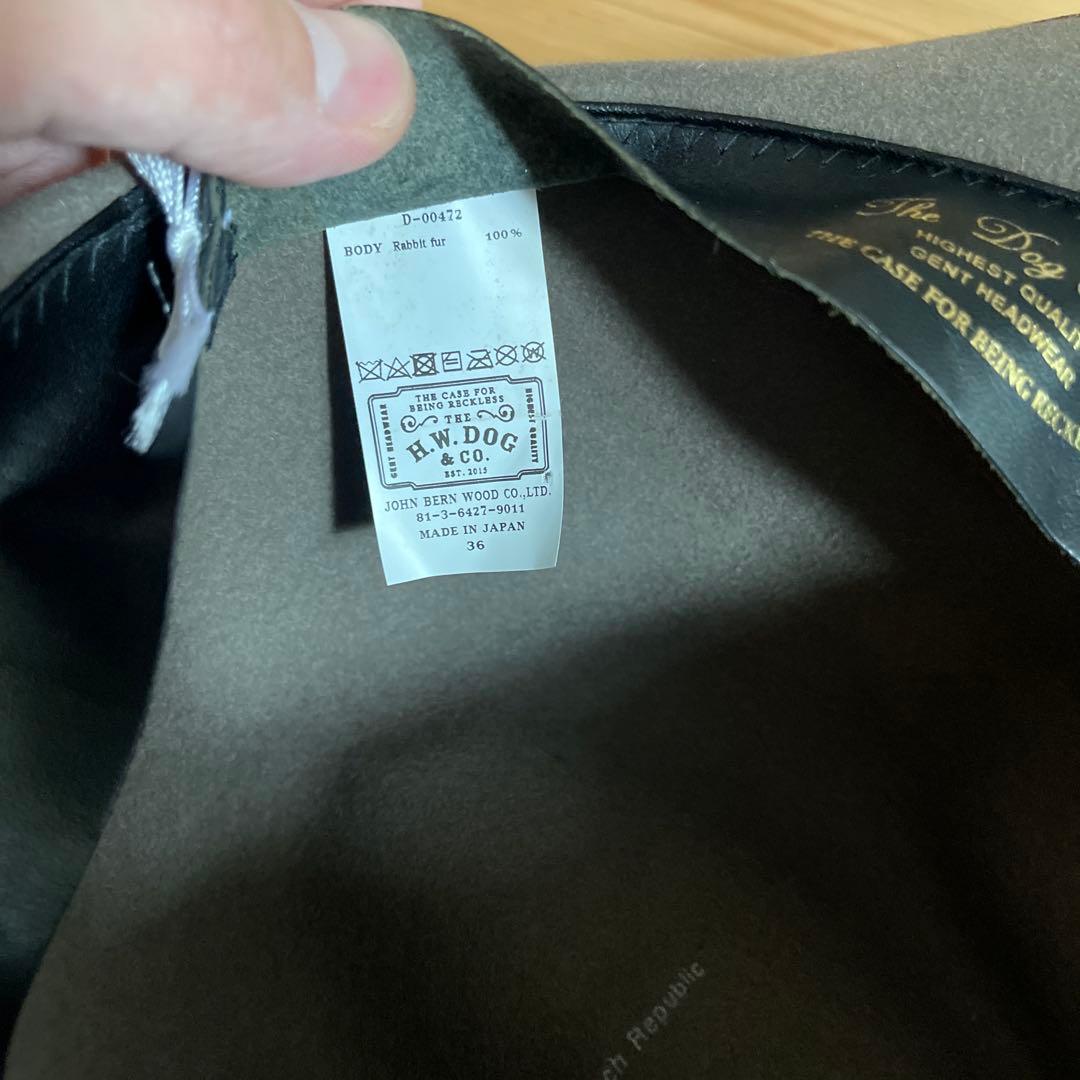 D-00472
BODY Rabbit fur 100%
THE CASE FOR
BEING RECKLESS
GENT HEADWEAR
HIGHEST QUALITY
THE
H.W.DOG
& CO.
EST. 2015
JOHN BERN WOOD CO.,LTD.
81-3-6427-9011
MADE IN JAPAN
36
The Dog
HIGHEST QUALI
GENT HEADWEAR
THE CASE FOR BEING RECKL
ch Republic